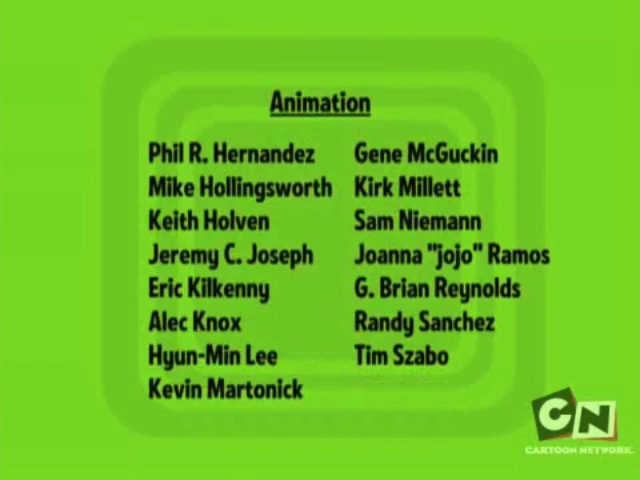 Animation
Phil R. Hernandez
Mike Hollingsworth
Keith Holven
Jeremy C. Joseph
Eric Kilkenny
Alec Knox
Hyun-Min Lee
Kevin Martonick
Gene McGuckin
Kirk Millett
Sam Niemann
Joanna "jojo" Ramos
G. Brian Reynolds
Randy Sanchez
Tim Szabo
CN
CARTOON NETWORK.